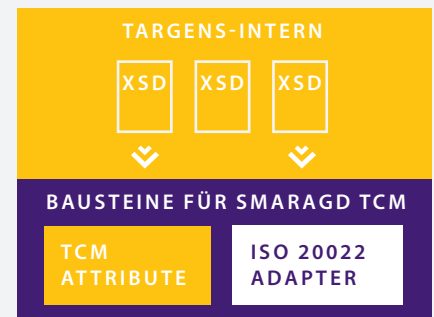 TARGENS-INTERN
XSD XSD XSD
BAUSTEINE FÜR SMARAGD TCM
TCM
ATTRIBUTE
ISO 20022
ADAPTER